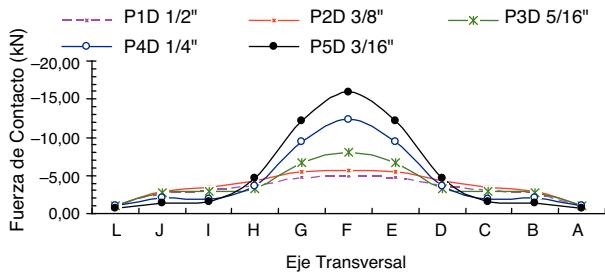 P1D 1/2" P2D 3/8" P3D 5/16"
P4D 1/4" P5D 3/16"
Fuerza de Contacto (kN)
–20,00
–15,00
–10,00
–5,00
0,00
L J I H G F E D C B A
Eje Transversal